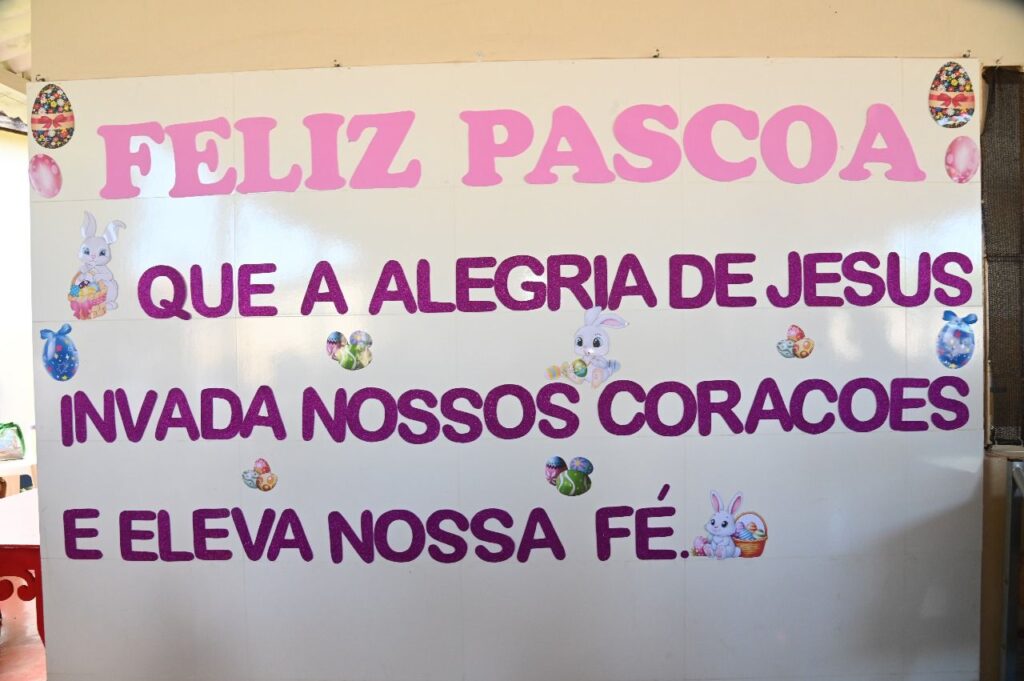 FELIZ PASCOA
QUE A ALEGRIA DE JESUS
INVADA NOSSOS CORACOES
E ELEVA NOSSA FÉ.